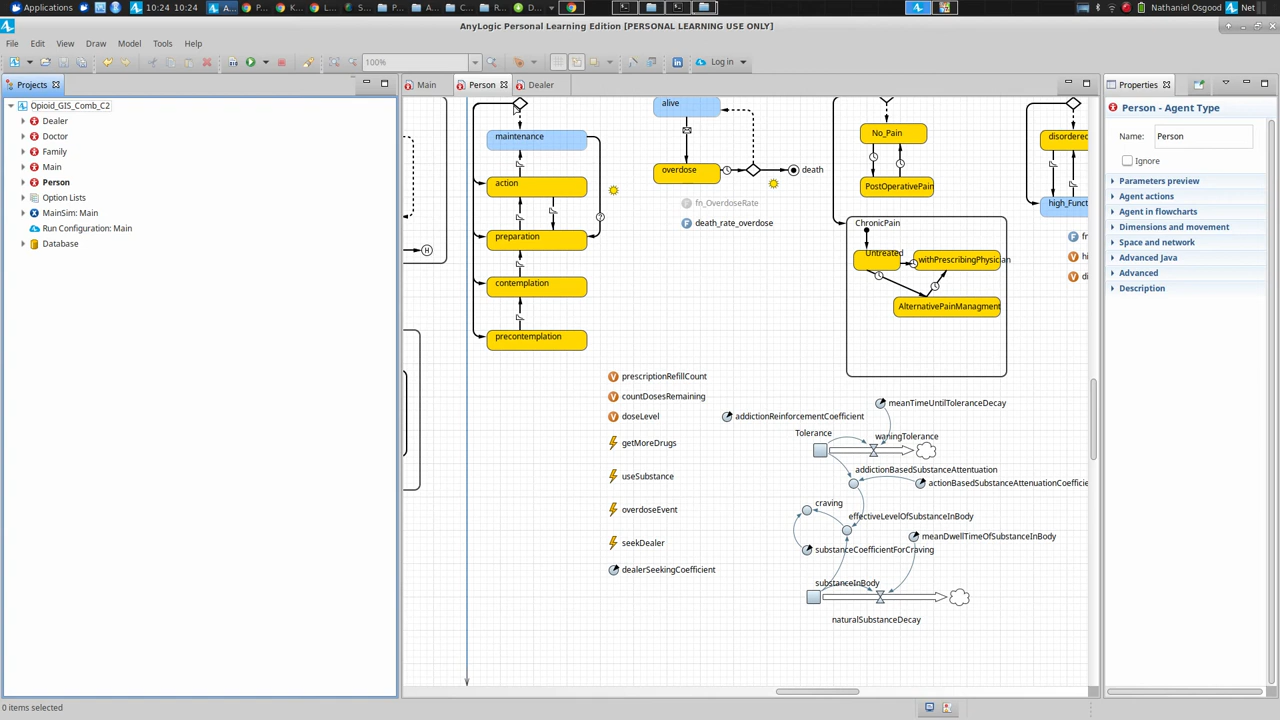 10:24 10:24
A...
P...
K...
s...
P...
A...
C...
F...
D...
Nathaniel Osgood
Net
AnyLogic Personal Learning Edition [PERSONAL LEARNING USE ONLY]
File Edit View Draw Model Tools Help
100%
Log in
Projects
Opioid_GIS_Comb_C2
Dealer
Doctor
Family
Main
Person
Option Lists
MainSim: Main
Run Configuration: Main
Database
Main Person Dealer
maintenance
action
preparation
contemplation
precontemplation
H
?
alive
overdose
death
fn_OverdoseRate
death_rate_overdose
No_Pain
PostOperativePain
ChronicPain
Untreated
withPrescribingPhysician
AlternativePainManagment
disordered
high_Funct
fr
hi
di
prescriptionRefillCount
countDosesRemaining
doseLevel
getMoreDrugs
useSubstance
overdoseEvent
seekDealer
dealerSeekingCoefficient
addictionReinforcementCoefficient
meanTimeUntilToleranceDecay
Tolerance
waningTolerance
addictionBasedSubstanceAttentuation
actionBasedSubstanceAttenuationCoefficie
craving
effectiveLevelOfSubstanceInBody
meanDwellTimeOfSubstanceInBody
substanceCoefficientForCraving
substanceInBody
naturalSubstanceDecay
Properties
Person - Agent Type
Name: Person
Ignore
Parameters preview
Agent actions
Agent in flowcharts
Dimensions and movement
Space and network
Advanced Java
Advanced
Description
0 items selected